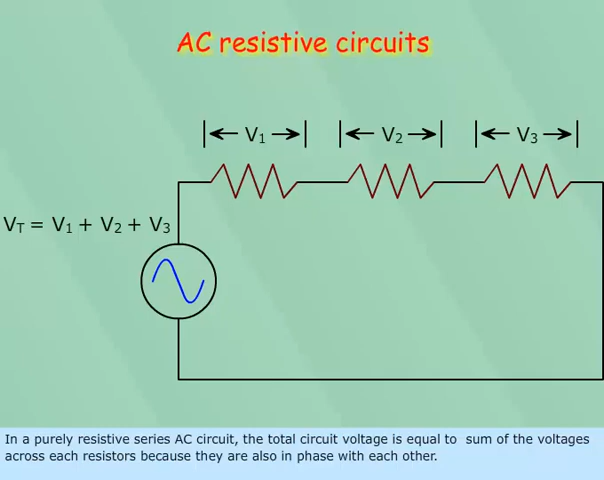 AC resistive circuits
V₁ V₂ V₃
V_T = V₁ + V₂ + V₃
In a purely resistive series AC circuit, the total circuit voltage is equal to  sum of the voltages
across each resistors because they are also in phase with each other.